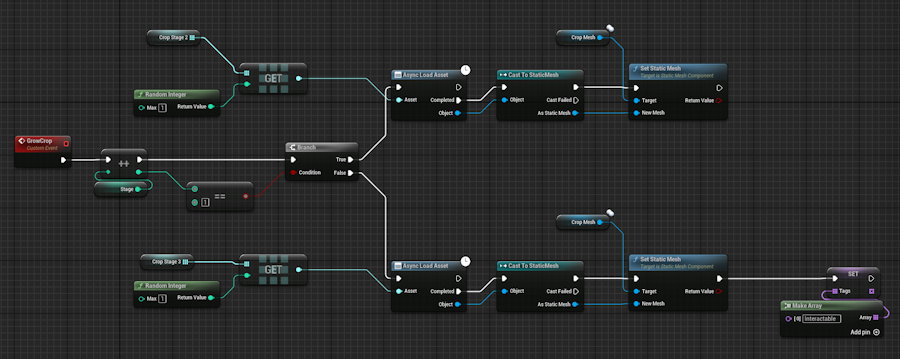 Crop Stage 2
GET
Random Integer
Max 1 Return Value
Async Load Asset
Asset Completed
Object
Cast To StaticMesh
Object Cast Failed
As Static Mesh
Crop Mesh
Set Static Mesh
Target is Static Mesh Component
Target Return Value
New Mesh
GrowCrop
Custom Event
++
Stage
==
1
Branch
True
Condition False
Crop Stage 3
GET
Random Integer
Max 1 Return Value
Async Load Asset
Asset Completed
Object
Cast To StaticMesh
Object Cast Failed
As Static Mesh
Crop Mesh
Set Static Mesh
Target is Static Mesh Component
Target Return Value
New Mesh
SET
Tags
Make Array
[0] Interactable Array
Add pin